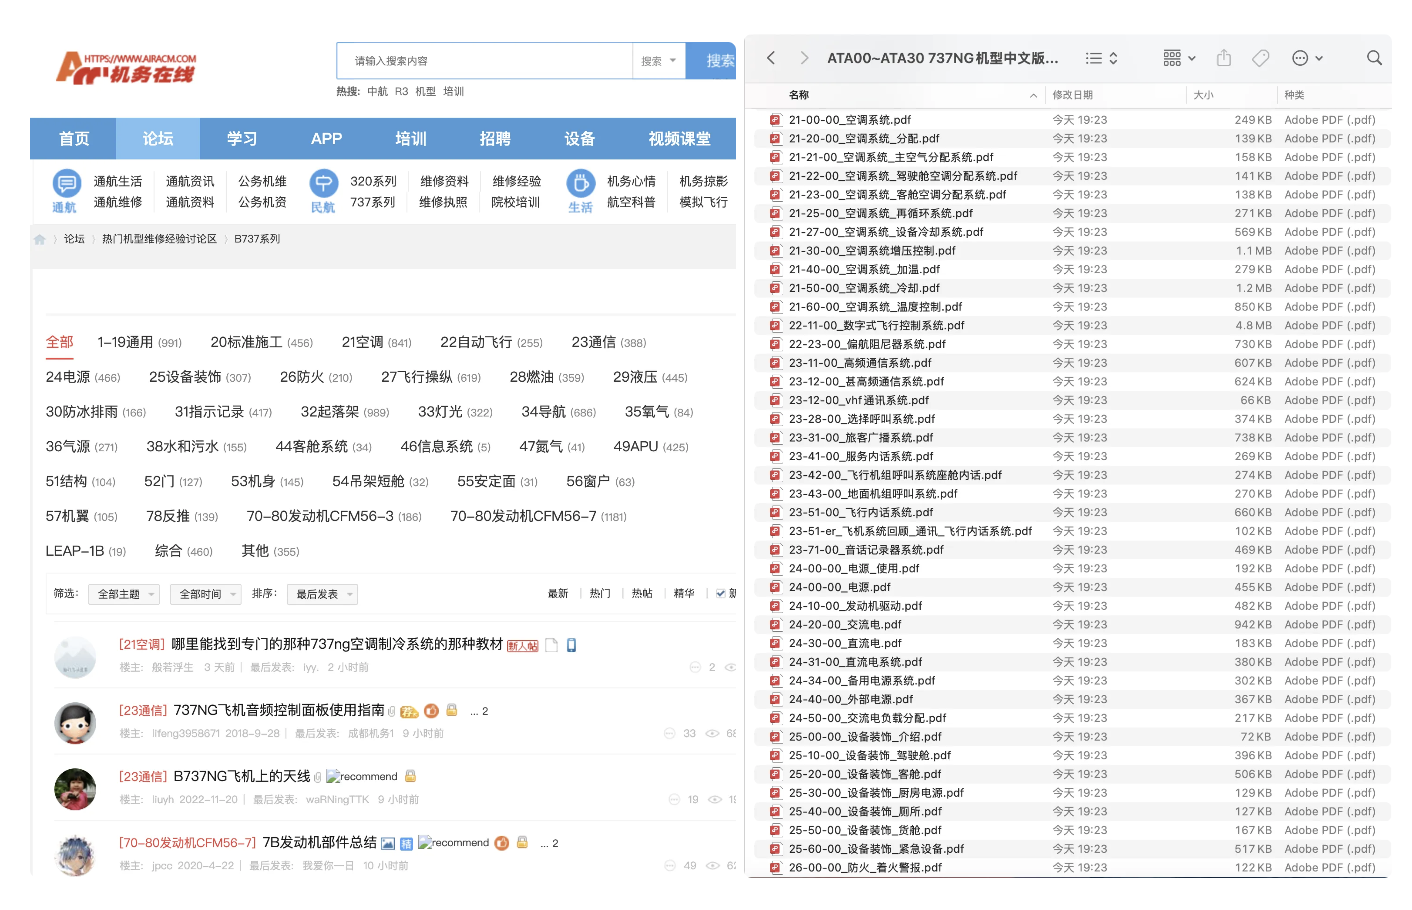 HTTPS://WWW.AIRACM.COM
机务在线
请输入搜索内容
搜索
搜索
热搜: 中航 R3 机型 培训
首页 论坛 学习 APP 培训 招聘 设备 视频课堂
通航
通航生活 通航资讯 公务机维
通航维修 通航资料 公务机资
民航
320系列 维修资料 维修经验
737系列 维修执照 院校培训
生活
机务心情 机务掠影
航空科普 模拟飞行
论坛 〉 热门机型维修经验讨论区 〉 B737系列
全部 1-19通用 (991) 20标准施工 (456) 21空调 (841) 22自动飞行 (255) 23通信 (388)
24电源 (466) 25设备装饰 (307) 26防火 (210) 27飞行操纵 (619) 28燃油 (359) 29液压 (445)
30防冰排雨 (166) 31指示记录 (417) 32起落架 (989) 33灯光 (322) 34导航 (686) 35氧气 (84)
36气源 (271) 38水和污水 (155) 44客舱系统 (34) 46信息系统 (5) 47氮气 (41) 49APU (425)
51结构 (104) 52门 (127) 53机身 (145) 54吊架短舱 (32) 55安定面 (31) 56窗户 (63)
57机翼 (105) 78反推 (139) 70-80发动机CFM56-3 (186) 70-80发动机CFM56-7 (1181)
LEAP-1B (19) 综合 (460) 其他 (355)
筛选: 全部主题 全部时间 排序: 最后发表 最新 | 热门 | 热帖 | 精华 |
[21空调] 哪里能找到专门的那种737ng空调制冷系统的那种教材 新人帖
楼主: 般若浮生 3 天前 | 最后发表: iyy. 2 小时前 2
[23通信] 737NG飞机音频控制面板使用指南 ... 2
楼主: lifeng3958671 2018-9-28 | 最后发表: 成都机务1 9 小时前 33
[23通信] B737NG飞机上的天线 recommend
楼主: liuyh 2022-11-20 | 最后发表: waRNingTTK 9 小时前 19
[70-80发动机CFM56-7] 7B发动机部件总结 精 recommend ... 2
楼主: jpcc 2020-4-22 | 最后发表: 我爱你一日 10 小时前 49
ATA00~ATA30 737NG机型中文版...
名称 修改日期 大小 种类
21-00-00_空调系统.pdf 今天 19:23 249 KB Adobe PDF (.pdf)
21-20-00_空调系统_分配.pdf 今天 19:23 139 KB Adobe PDF (.pdf)
21-21-00_空调系统_主空气分配系统.pdf 今天 19:23 158 KB Adobe PDF (.pdf)
21-22-00_空调系统_驾驶舱空调分配系统.pdf 今天 19:23 141 KB Adobe PDF (.pdf)
21-23-00_空调系统_客舱空调分配系统.pdf 今天 19:23 138 KB Adobe PDF (.pdf)
21-25-00_空调系统_再循环系统.pdf 今天 19:23 271 KB Adobe PDF (.pdf)
21-27-00_空调系统_设备冷却系统.pdf 今天 19:23 569 KB Adobe PDF (.pdf)
21-30-00_空调系统增压控制.pdf 今天 19:23 1.1 MB Adobe PDF (.pdf)
21-40-00_空调系统_加温.pdf 今天 19:23 279 KB Adobe PDF (.pdf)
21-50-00_空调系统_冷却.pdf 今天 19:23 1.2 MB Adobe PDF (.pdf)
21-60-00_空调系统_温度控制.pdf 今天 19:23 850 KB Adobe PDF (.pdf)
22-11-00_数字式飞行控制系统.pdf 今天 19:23 4.8 MB Adobe PDF (.pdf)
22-23-00_偏航阻尼器系统.pdf 今天 19:23 730 KB Adobe PDF (.pdf)
23-11-00_高频通信系统.pdf 今天 19:23 607 KB Adobe PDF (.pdf)
23-12-00_甚高频通信系统.pdf 今天 19:23 624 KB Adobe PDF (.pdf)
23-12-00_vhf通讯系统.pdf 今天 19:23 66 KB Adobe PDF (.pdf)
23-28-00_选择呼叫系统.pdf 今天 19:23 374 KB Adobe PDF (.pdf)
23-31-00_旅客广播系统.pdf 今天 19:23 738 KB Adobe PDF (.pdf)
23-41-00_服务内话系统.pdf 今天 19:23 269 KB Adobe PDF (.pdf)
23-42-00_飞行机组呼叫系统座舱内话.pdf 今天 19:23 274 KB Adobe PDF (.pdf)
23-43-00_地面机组呼叫系统.pdf 今天 19:23 270 KB Adobe PDF (.pdf)
23-51-00_飞行内话系统.pdf 今天 19:23 660 KB Adobe PDF (.pdf)
23-51-er_飞机系统回顾_通讯_飞行内话系统.pdf 今天 19:23 102 KB Adobe PDF (.pdf)
23-71-00_音话记录器系统.pdf 今天 19:23 469 KB Adobe PDF (.pdf)
24-00-00_电源_使用.pdf 今天 19:23 192 KB Adobe PDF (.pdf)
24-00-00_电源.pdf 今天 19:23 455 KB Adobe PDF (.pdf)
24-10-00_发动机驱动.pdf 今天 19:23 482 KB Adobe PDF (.pdf)
24-20-00_交流电.pdf 今天 19:23 942 KB Adobe PDF (.pdf)
24-30-00_直流电.pdf 今天 19:23 183 KB Adobe PDF (.pdf)
24-31-00_直流电系统.pdf 今天 19:23 380 KB Adobe PDF (.pdf)
24-34-00_备用电源系统.pdf 今天 19:23 302 KB Adobe PDF (.pdf)
24-40-00_外部电源.pdf 今天 19:23 367 KB Adobe PDF (.pdf)
24-50-00_交流电负载分配.pdf 今天 19:23 217 KB Adobe PDF (.pdf)
25-00-00_设备装饰_介绍.pdf 今天 19:23 72 KB Adobe PDF (.pdf)
25-10-00_设备装饰_驾驶舱.pdf 今天 19:23 396 KB Adobe PDF (.pdf)
25-20-00_设备装饰_客舱.pdf 今天 19:23 506 KB Adobe PDF (.pdf)
25-30-00_设备装饰_厨房电源.pdf 今天 19:23 129 KB Adobe PDF (.pdf)
25-40-00_设备装饰_厕所.pdf 今天 19:23 127 KB Adobe PDF (.pdf)
25-50-00_设备装饰_货舱.pdf 今天 19:23 167 KB Adobe PDF (.pdf)
25-60-00_设备装饰_紧急设备.pdf 今天 19:23 517 KB Adobe PDF (.pdf)
26-00-00_防火_着火警报.pdf 今天 19:23 122 KB Adobe PDF (.pdf)